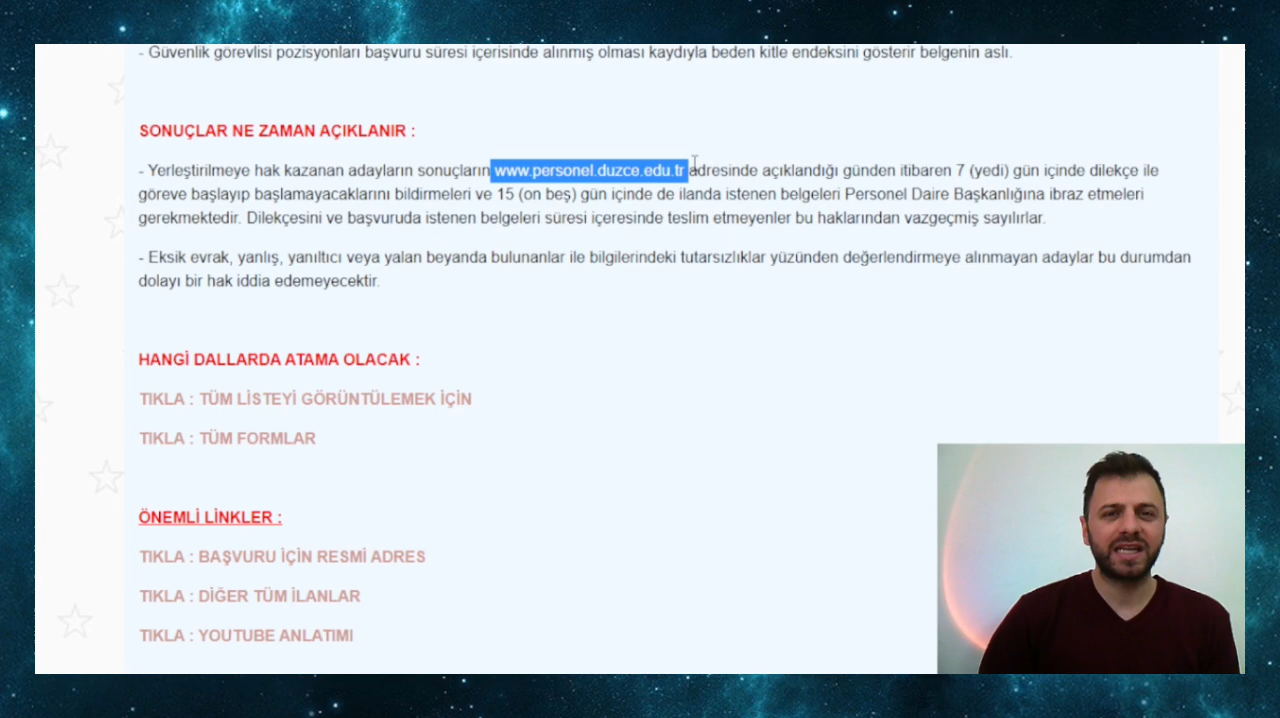 - Güvenlik görevlisi pozisyonları başvuru süresi içerisinde alınmış olması kaydıyla beden kitle endeksini gösterir belgenin aslı.
SONUÇLAR NE ZAMAN AÇIKLANIR :
- Yerleştirilmeye hak kazanan adayların sonuçların www.personel.duzce.edu.tr adresinde açıklandığı günden itibaren 7 (yedi) gün içinde dilekçe ile
göreve başlayıp başlamayacaklarını bildirmeleri ve 15 (on beş) gün içinde de ilanda istenen belgeleri Personel Daire Başkanlığına ibraz etmeleri
gerekmektedir. Dilekçesini ve başvuruda istenen belgeleri süresi içeresinde teslim etmeyenler bu haklarından vazgeçmiş sayılırlar.
- Eksik evrak, yanlış, yanıltıcı veya yalan beyanda bulunanlar ile bilgilerindeki tutarsızlıklar yüzünden değerlendirmeye alınmayan adaylar bu durumdan
dolayı bir hak iddia edemeyecektir.
HANGİ DALLARDA ATAMA OLACAK :
TIKLA : TÜM LİSTEYİ GÖRÜNTÜLEMEK İÇİN
TIKLA : TÜM FORMLAR
ÖNEMLİ LİNKLER :
TIKLA : BAŞVURU İÇİN RESMİ ADRES
TIKLA : DİĞER TÜM İLANLAR
TIKLA : YOUTUBE ANLATIMI